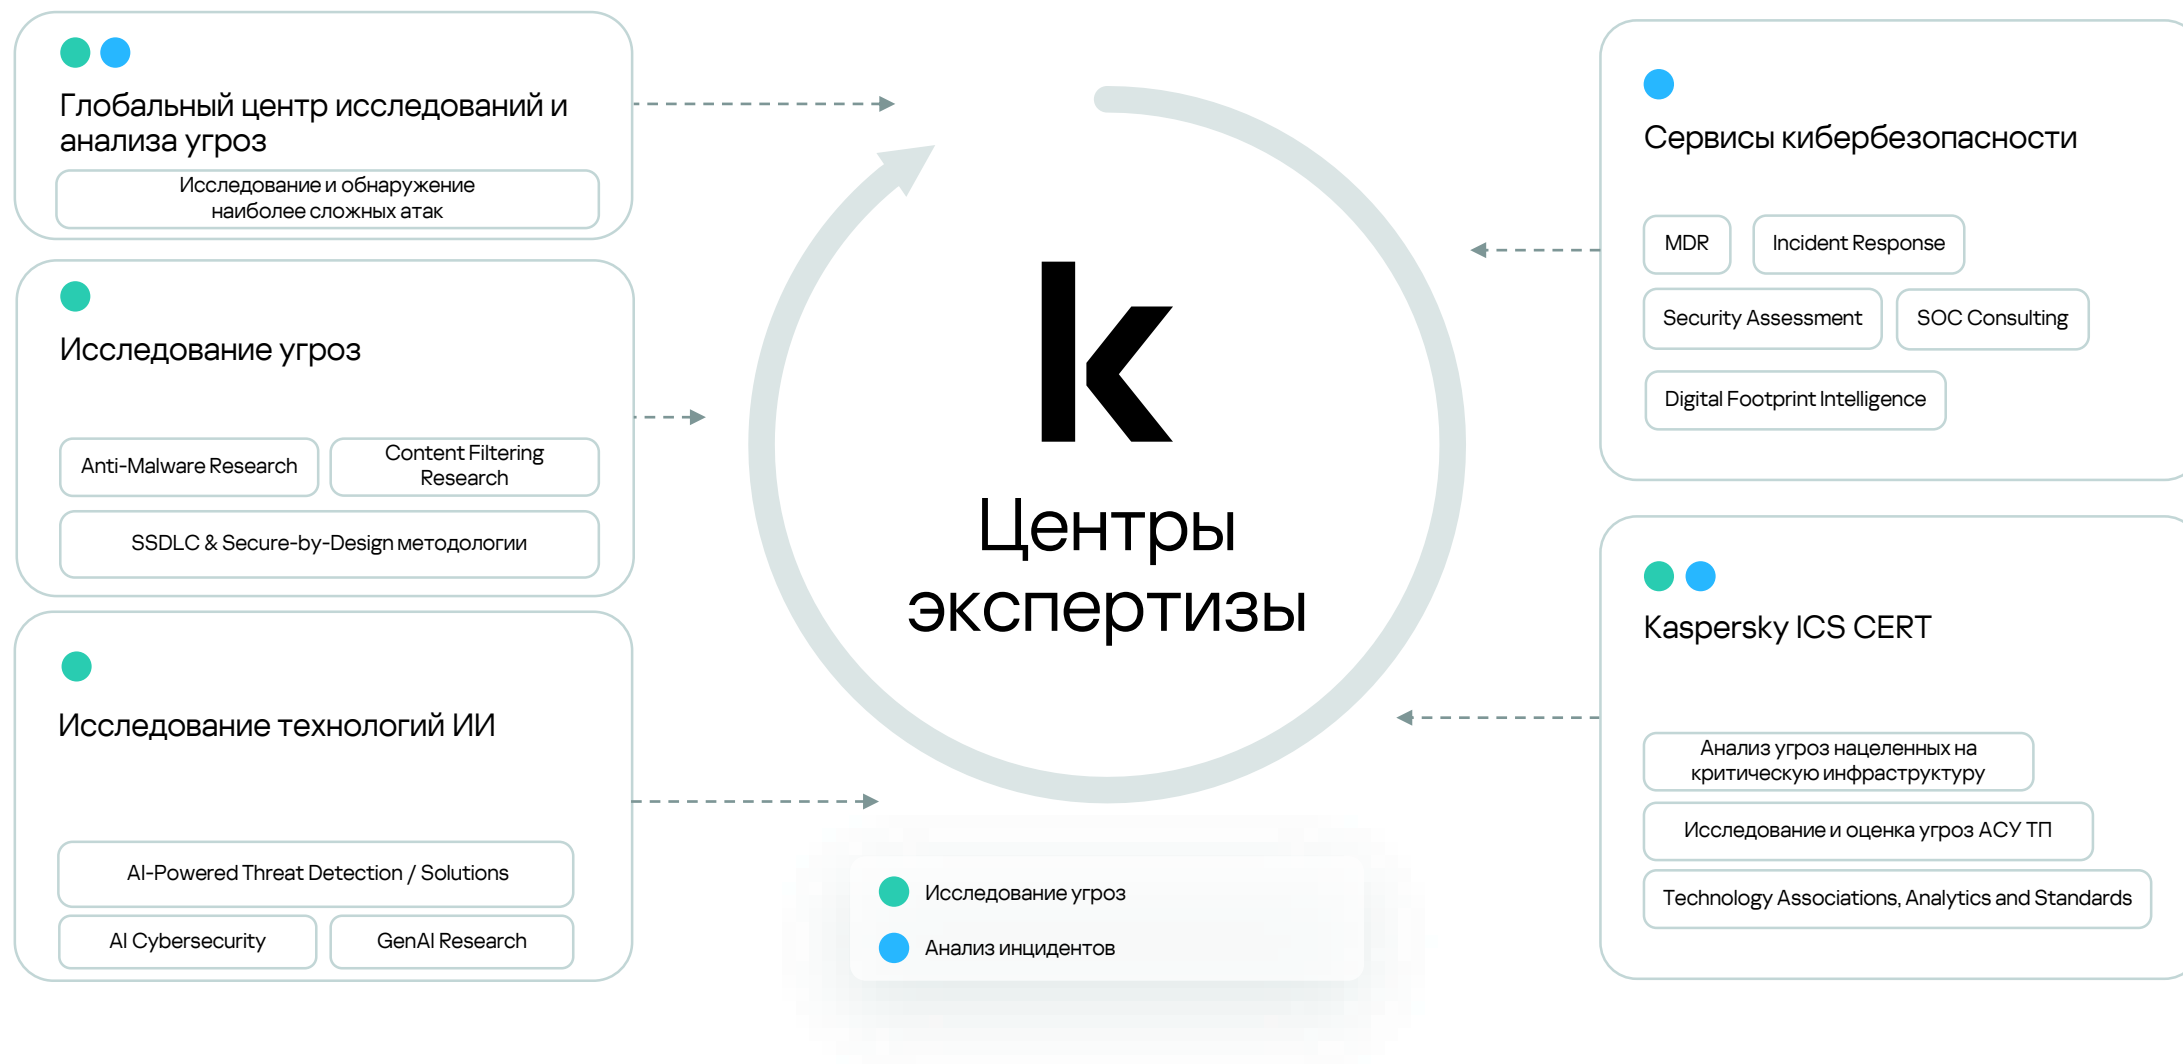 Глобальный центр исследований и
анализа угроз
Исследование и обнаружение
наиболее сложных атак
Исследование угроз
Anti-Malware Research
Content Filtering
Research
SSDLC & Secure-by-Design методологии
Исследование технологий ИИ
AI-Powered Threat Detection / Solutions
AI Cybersecurity
GenAI Research
k
Центры
экспертизы
Исследование угроз
Анализ инцидентов
Сервисы кибербезопасности
MDR
Incident Response
Security Assessment
SOC Consulting
Digital Footprint Intelligence
Kaspersky ICS CERT
Анализ угроз нацеленных на
критическую инфраструктуру
Исследование и оценка угроз АСУ ТП
Technology Associations, Analytics and Standards